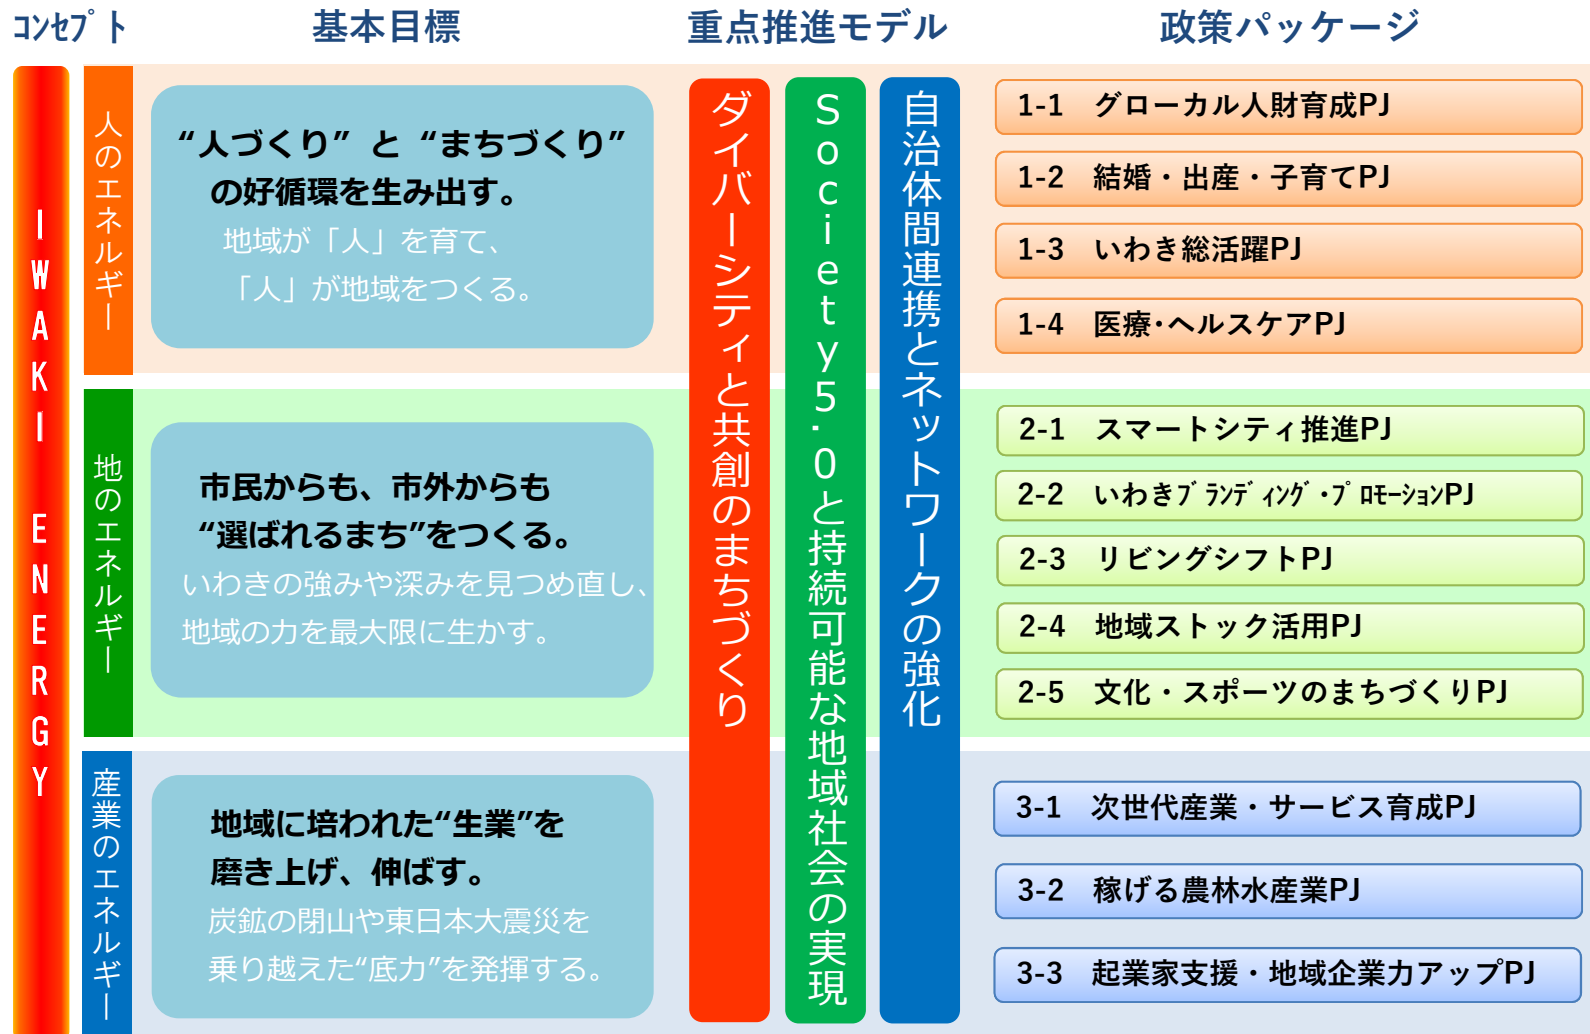 コンセプト
基本目標
重点推進モデル
政策パッケージ
IWAKI ENERGY
人のエネルギー
“人づくり” と “まちづくり”
の好循環を生み出す。
地域が「人」を育て、
「人」が地域をつくる。
地のエネルギー
市民からも、市外からも
“選ばれるまち”をつくる。
いわきの強みや深みを見つめ直し、
地域の力を最大限に生かす。
産業のエネルギー
地域に培われた“生業”を
磨き上げ、伸ばす。
炭鉱の閉山や東日本大震災を
乗り越えた“底力”を発揮する。
ダイバーシティと共創のまちづくり
Society5.0と持続可能な地域社会の実現
自治体間連携とネットワークの強化
1-1 グローカル人財育成PJ
1-2 結婚・出産・子育てPJ
1-3 いわき総活躍PJ
1-4 医療・ヘルスケアPJ
2-1 スマートシティ推進PJ
2-2 いわきブランディング・プロモーションPJ
2-3 リビングシフトPJ
2-4 地域ストック活用PJ
2-5 文化・スポーツのまちづくりPJ
3-1 次世代産業・サービス育成PJ
3-2 稼げる農林水産業PJ
3-3 起業家支援・地域企業力アップPJ